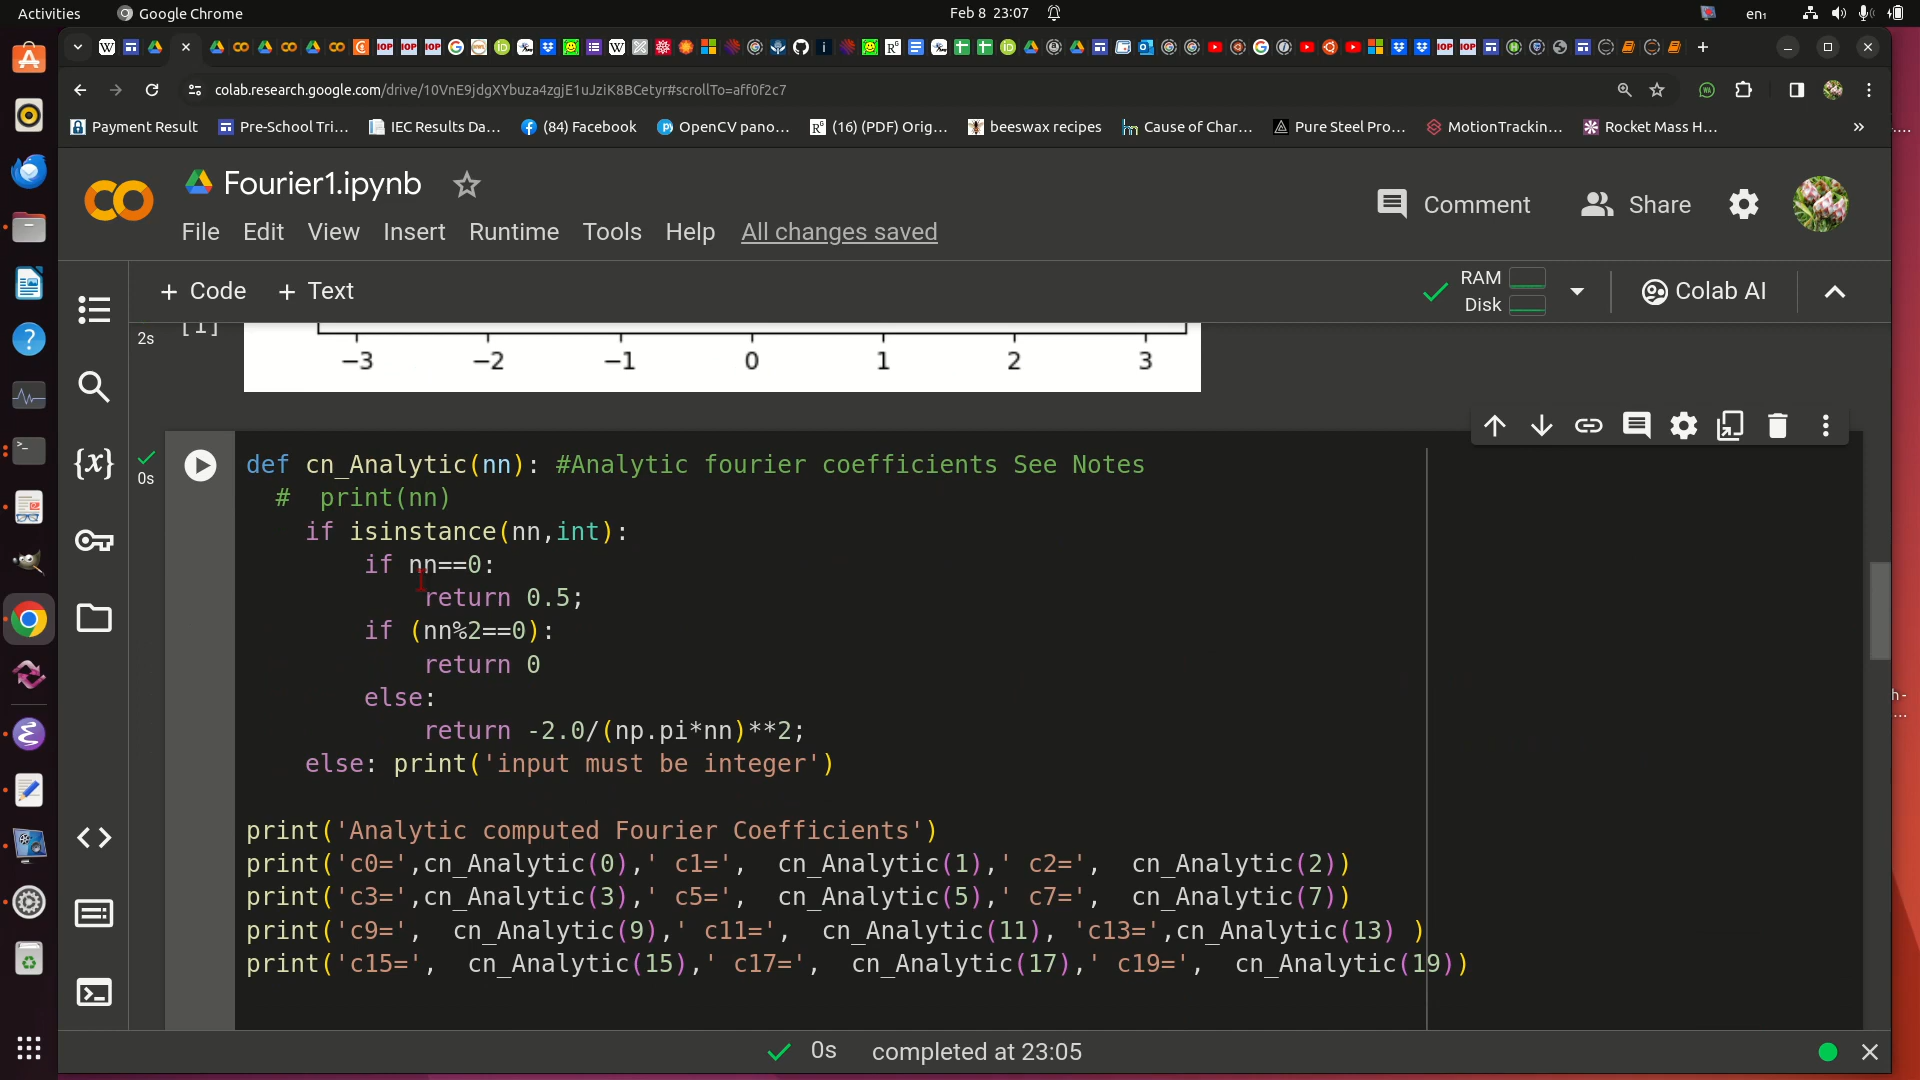 Activities
Google Chrome
Feb 8 23:07
en₁
colab.research.google.com/drive/10VnE9jdgXYbuza4zgjE1uJziK8BCetyr#scrollTo=aff0f2c7
Payment Result
Pre-School Tri...
IEC Results Da...
(84) Facebook
OpenCV pano...
(16) (PDF) Orig...
beeswax recipes
Cause of Char...
Pure Steel Pro...
MotionTrackin...
Rocket Mass H...
»
Fourier1.ipynb
Comment
Share
File Edit View Insert Runtime Tools Help All changes saved
+ Code + Text
RAM
Disk
Colab AI
2s
[1]
−3 −2 −1 0 1 2 3
0s
def cn_Analytic(nn): #Analytic fourier coefficients See Notes
# print(nn)
if isinstance(nn,int):
if nn==0:
return 0.5;
if (nn%2==0):
return 0
else:
return -2.0/(np.pi*nn)**2;
else: print('input must be integer')
print('Analytic computed Fourier Coefficients')
print('c0=',cn_Analytic(0),' c1=', cn_Analytic(1),' c2=', cn_Analytic(2))
print('c3=',cn_Analytic(3),' c5=', cn_Analytic(5),' c7=', cn_Analytic(7))
print('c9=', cn_Analytic(9),' c11=', cn_Analytic(11), 'c13=',cn_Analytic(13) )
print('c15=', cn_Analytic(15),' c17=', cn_Analytic(17),' c19=', cn_Analytic(19))
0s completed at 23:05